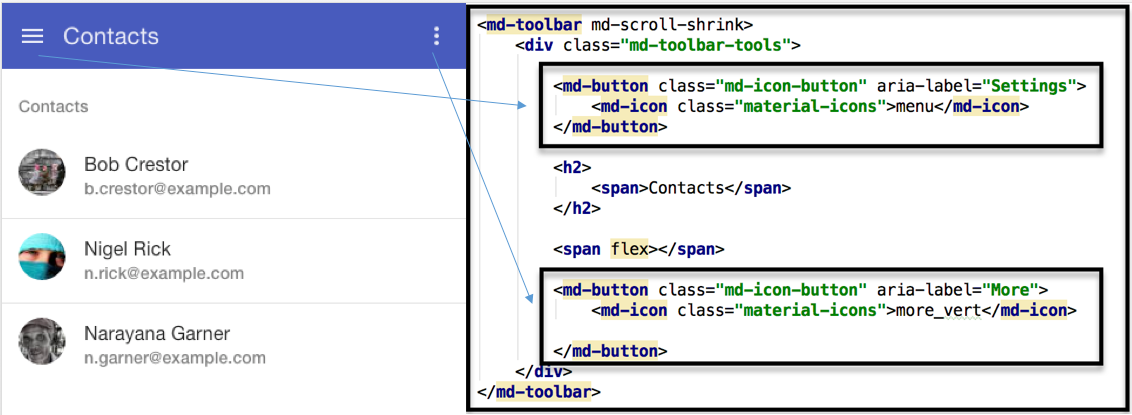 Contacts
Contacts
Bob Crestor
b.crestor@example.com
Nigel Rick
n.rick@example.com
Narayana Garner
n.garner@example.com
<md-toolbar md-scroll-shrink>
<div class="md-toolbar-tools">
<md-button class="md-icon-button" aria-label="Settings">
<md-icon class="material-icons">menu</md-icon>
</md-button>
<h2>
<span>Contacts</span>
</h2>
<span flex></span>
<md-button class="md-icon-button" aria-label="More">
<md-icon class="material-icons">more_vert</md-icon>
</md-button>
</div>
</md-toolbar>